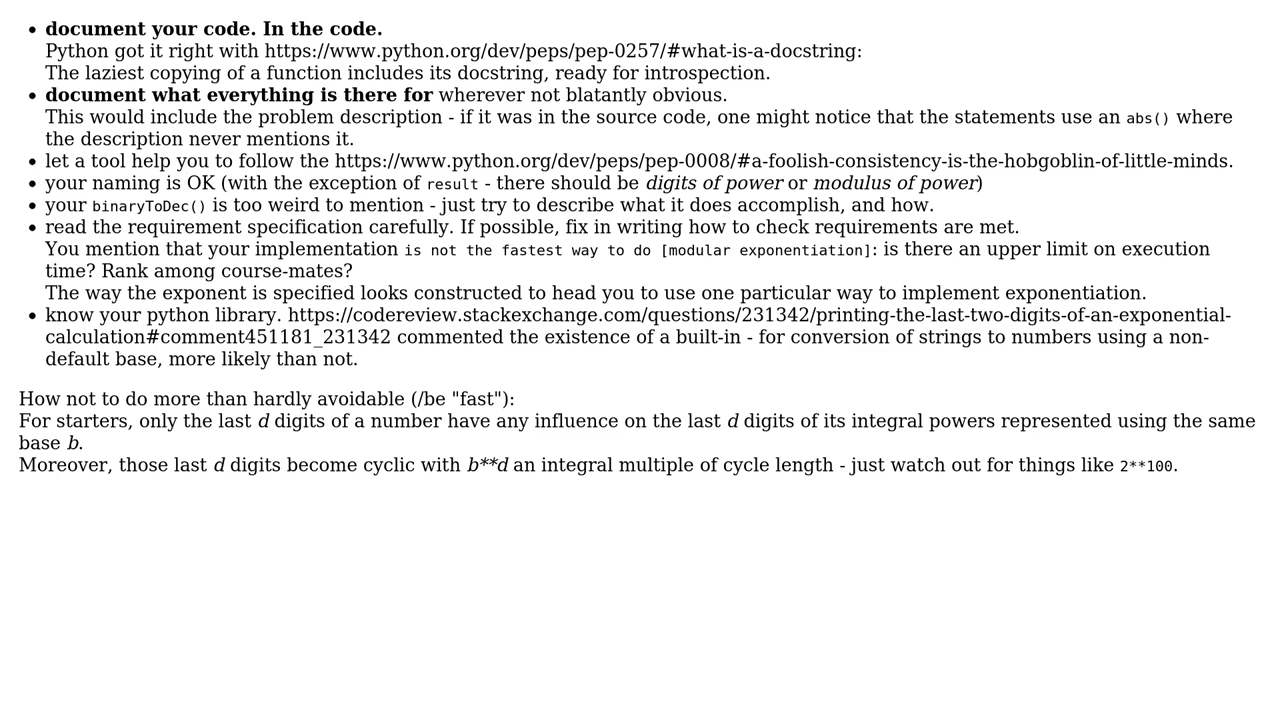 • document your code. In the code.
Python got it right with https://www.python.org/dev/peps/pep-0257/#what-is-a-docstring:
The laziest copying of a function includes its docstring, ready for introspection.
• document what everything is there for wherever not blatantly obvious.
This would include the problem description - if it was in the source code, one might notice that the statements use an abs() where
the description never mentions it.
• let a tool help you to follow the https://www.python.org/dev/peps/pep-0008/#a-foolish-consistency-is-the-hobgoblin-of-little-minds.
• your naming is OK (with the exception of result - there should be digits of power or modulus of power)
• your binaryToDec() is too weird to mention - just try to describe what it does accomplish, and how.
• read the requirement specification carefully. If possible, fix in writing how to check requirements are met.
You mention that your implementation is not the fastest way to do [modular exponentiation]: is there an upper limit on execution
time? Rank among course-mates?
The way the exponent is specified looks constructed to head you to use one particular way to implement exponentiation.
• know your python library. https://codereview.stackexchange.com/questions/231342/printing-the-last-two-digits-of-an-exponential-
calculation#comment451181_231342 commented the existence of a built-in - for conversion of strings to numbers using a non-
default base, more likely than not.
How not to do more than hardly avoidable (/be "fast"):
For starters, only the last d digits of a number have any influence on the last d digits of its integral powers represented using the same
base b.
Moreover, those last d digits become cyclic with b**d an integral multiple of cycle length - just watch out for things like 2**100.